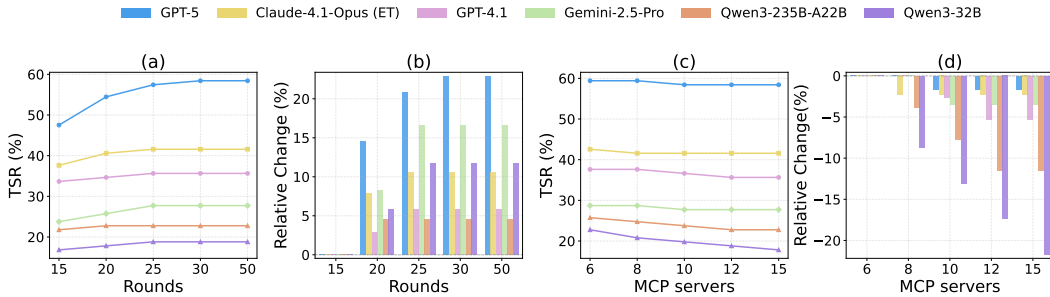 GPT-5 Claude-4.1-Opus (ET) GPT-4.1 Gemini-2.5-Pro Qwen3-235B-A22B Qwen3-32B
(a)
TSR (%)
60
50
40
30
20
15 20 25 30 50
Rounds
(b)
Relative Change (%)
20
15
10
5
0
15 20 25 30 50
Rounds
(c)
TSR (%)
60
50
40
30
20
6 8 10 12 15
MCP servers
(d)
Relative Change(%)
0
−5
−10
−15
−20
6 8 10 12 15
MCP servers